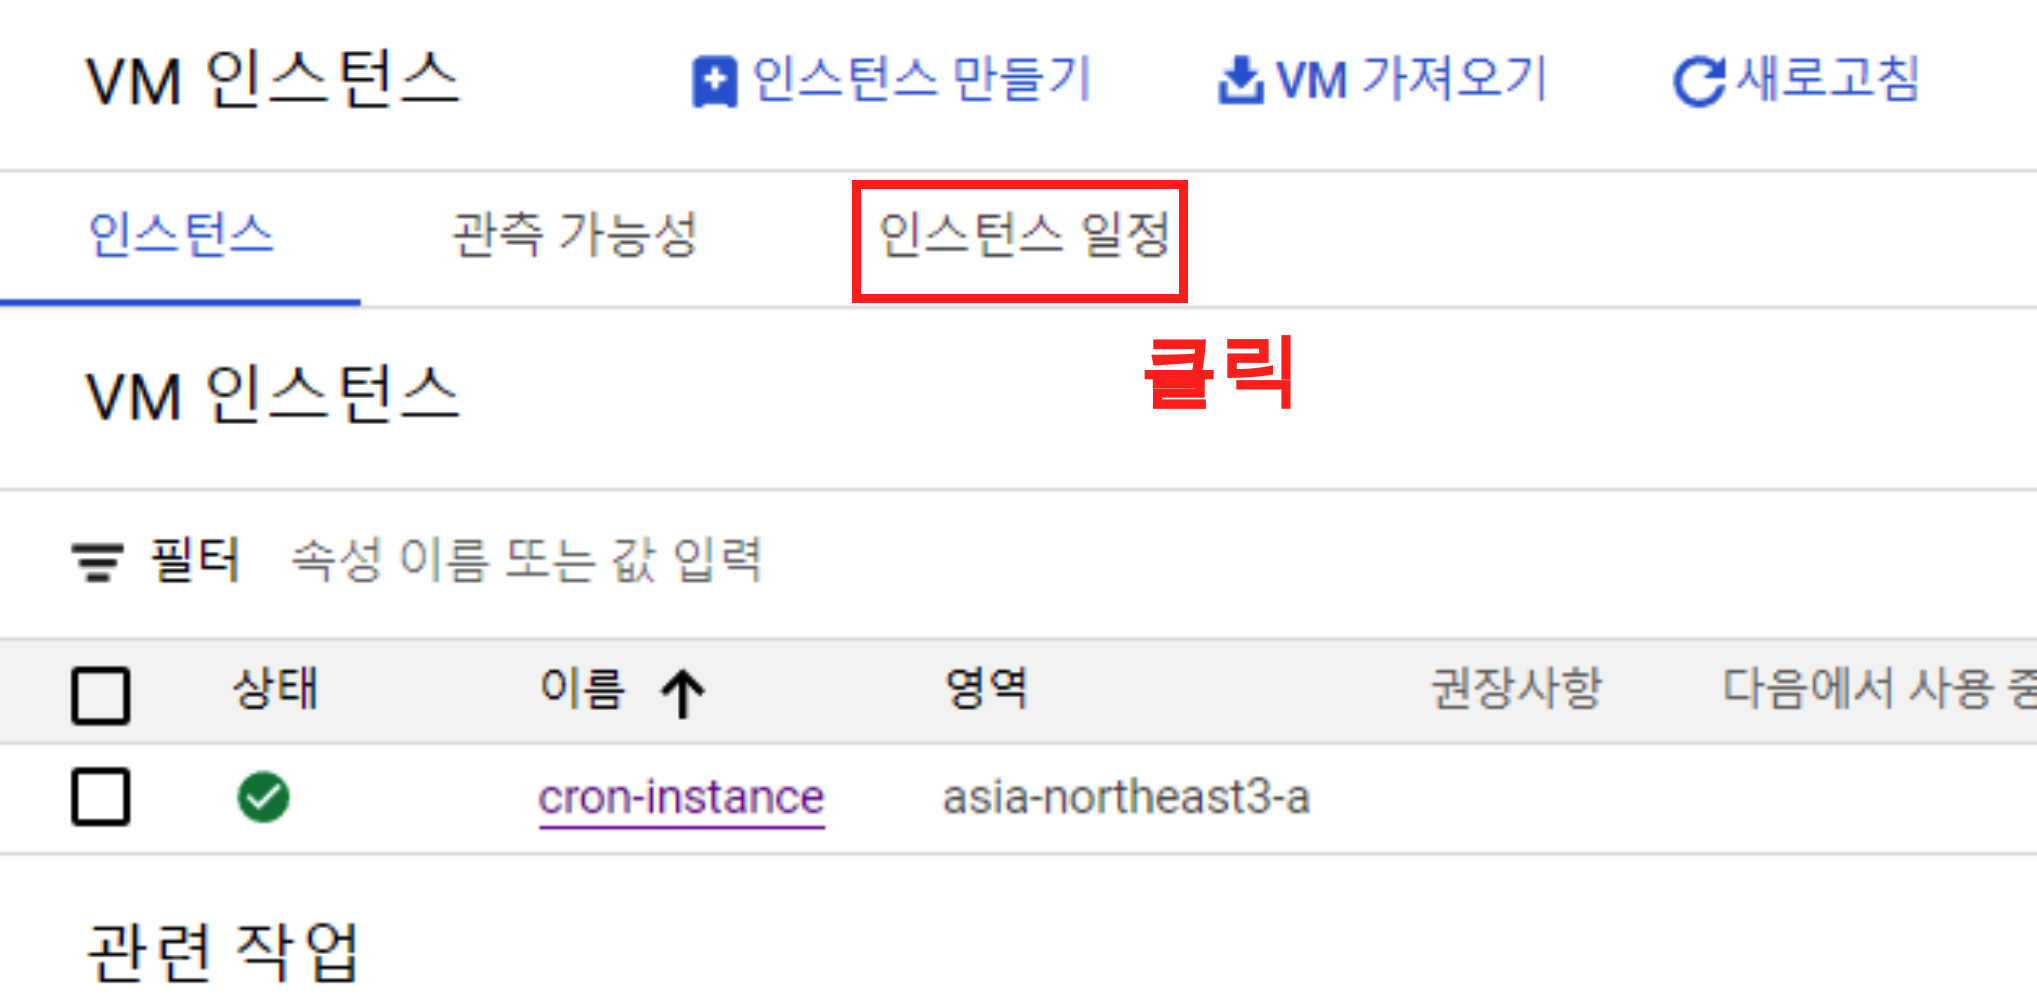 VM 인스턴스 인스턴스 만들기 VM 가져오기 새로고침
인스턴스 관측 가능성 인스턴스 일정
클릭
VM 인스턴스
필터 속성 이름 또는 값 입력
상태 이름 영역 권장사항 다음에서 사용 중
cron-instance asia-northeast3-a
관련 작업